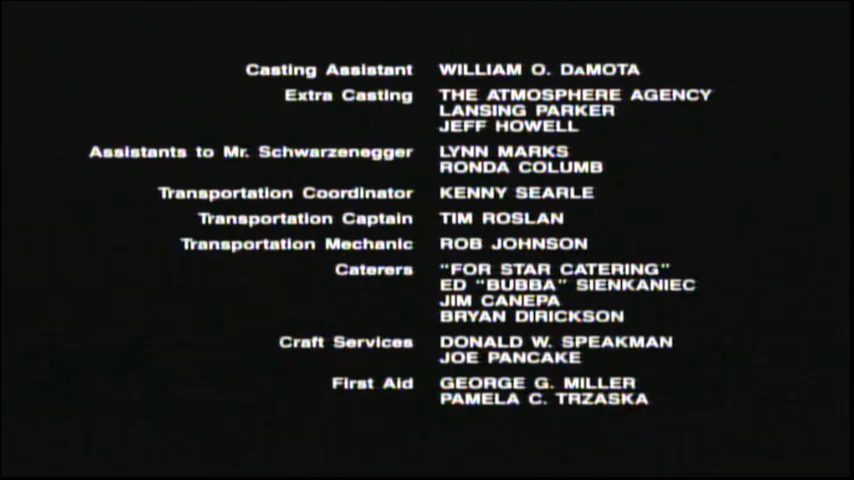 Casting Assistant WILLIAM O. DaMOTA
Extra Casting THE ATMOSPHERE AGENCY
LANSING PARKER
JEFF HOWELL
Assistants to Mr. Schwarzenegger LYNN MARKS
RONDA COLUMB
Transportation Coordinator KENNY SEARLE
Transportation Captain TIM ROSLAN
Transportation Mechanic ROB JOHNSON
Caterers "FOR STAR CATERING"
ED "BUBBA" SIENKANIEC
JIM CANEPA
BRYAN DIRICKSON
Craft Services DONALD W. SPEAKMAN
JOE PANCAKE
First Aid GEORGE G. MILLER
PAMELA C. TRZASKA